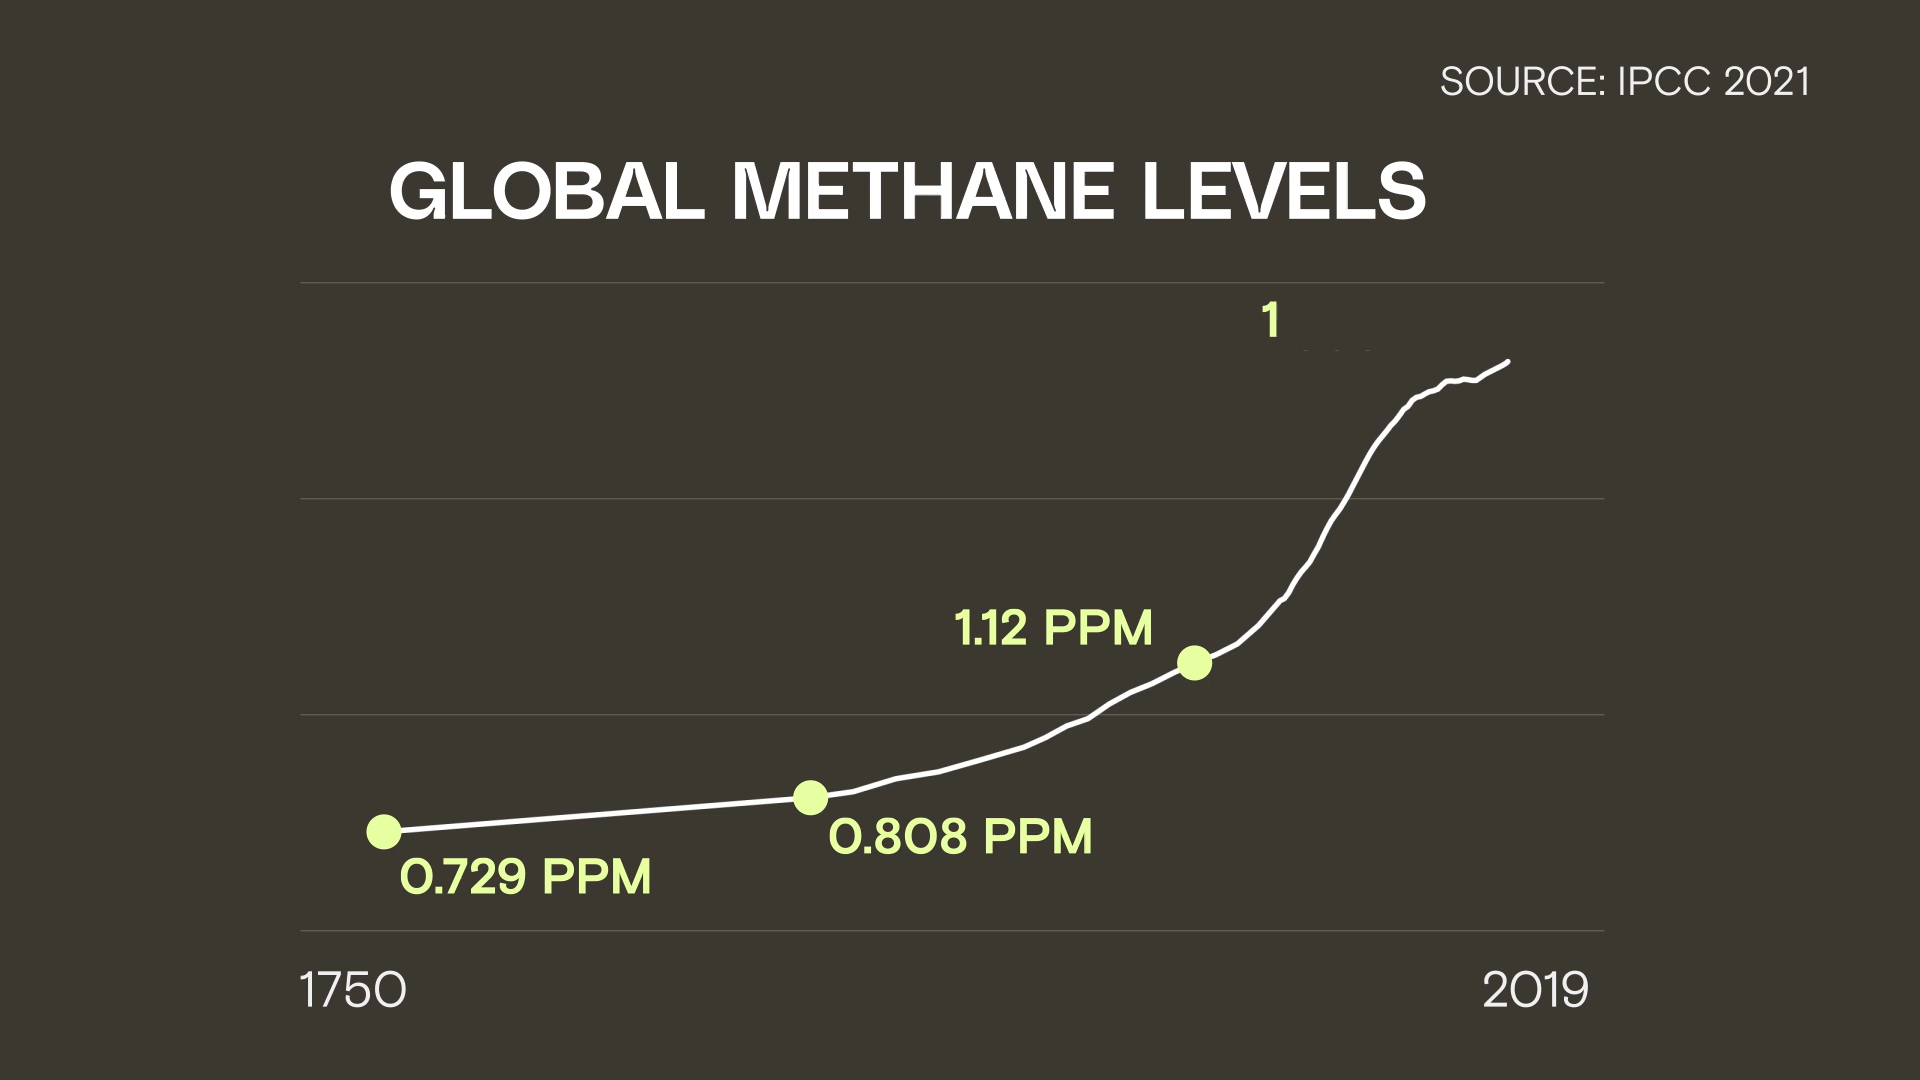 SOURCE: IPCC 2021
GLOBAL METHANE LEVELS
1
1.12 PPM
0.808 PPM
0.729 PPM
1750
2019